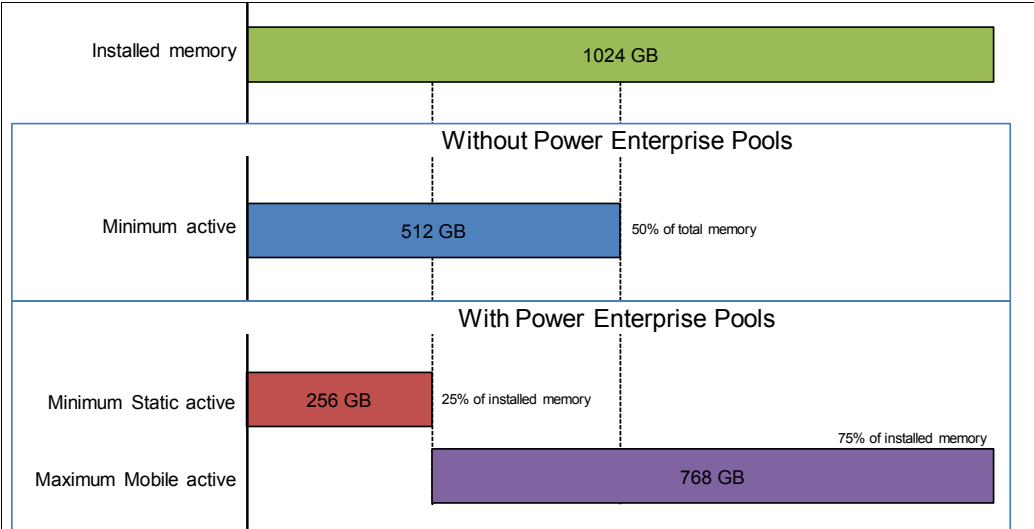 Installed memory
1024 GB
Without Power Enterprise Pools
Minimum active
512 GB
50% of total memory
With Power Enterprise Pools
Minimum Static active
256 GB
25% of installed memory
75% of installed memory
Maximum Mobile active
768 GB